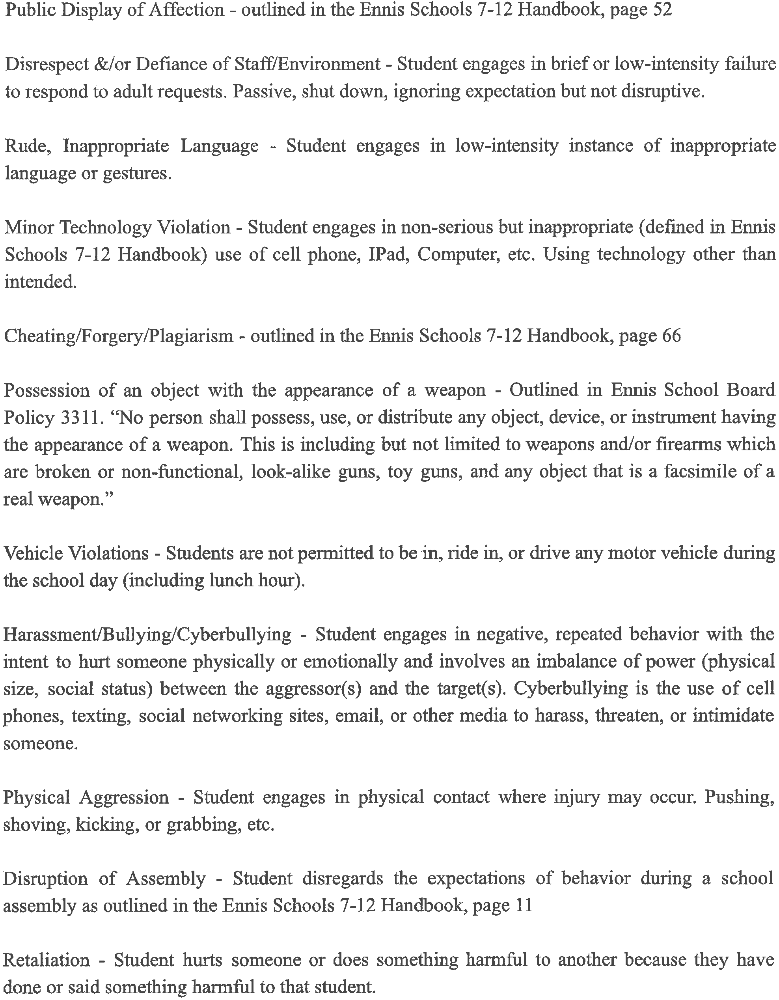 Public Display of Affection - outlined in the Ennis Schools 7-12 Handbook, page 52
Disrespect &/or Defiance of Staff/Environment - Student engages in brief or low-intensity failure
to respond to adult requests. Passive, shut down, ignoring expectation but not disruptive.
Rude, Inappropriate Language - Student engages in low-intensity instance of inappropriate
language or gestures.
Minor Technology Violation - Student engages in non-serious but inappropriate (defined in Ennis
Schools 7-12 Handbook) use of cell phone, IPad, Computer, etc. Using technology other than
intended.
Cheating/Forgery/Plagiarism - outlined in the Ennis Schools 7-12 Handbook, page 66
Possession of an object with the appearance of a weapon - Outlined in Ennis School Board
Policy 3311. “No person shall possess, use, or distribute any object, device, or instrument having
the appearance of a weapon. This is including but not limited to weapons and/or firearms which
are broken or non-functional, look-alike guns, toy guns, and any object that is a facsimile of a
real weapon.”
Vehicle Violations - Students are not permitted to be in, ride in, or drive any motor vehicle during
the school day (including lunch hour).
Harassment/Bullying/Cyberbullying - Student engages in negative, repeated behavior with the
intent to hurt someone physically or emotionally and involves an imbalance of power (physical
size, social status) between the aggressor(s) and the target(s). Cyberbullying is the use of cell
phones, texting, social networking sites, email, or other media to harass, threaten, or intimidate
someone.
Physical Aggression - Student engages in physical contact where injury may occur. Pushing,
shoving, kicking, or grabbing, etc.
Disruption of Assembly - Student disregards the expectations of behavior during a school
assembly as outlined in the Ennis Schools 7-12 Handbook, page 11
Retaliation - Student hurts someone or does something harmful to another because they have
done or said something harmful to that student.